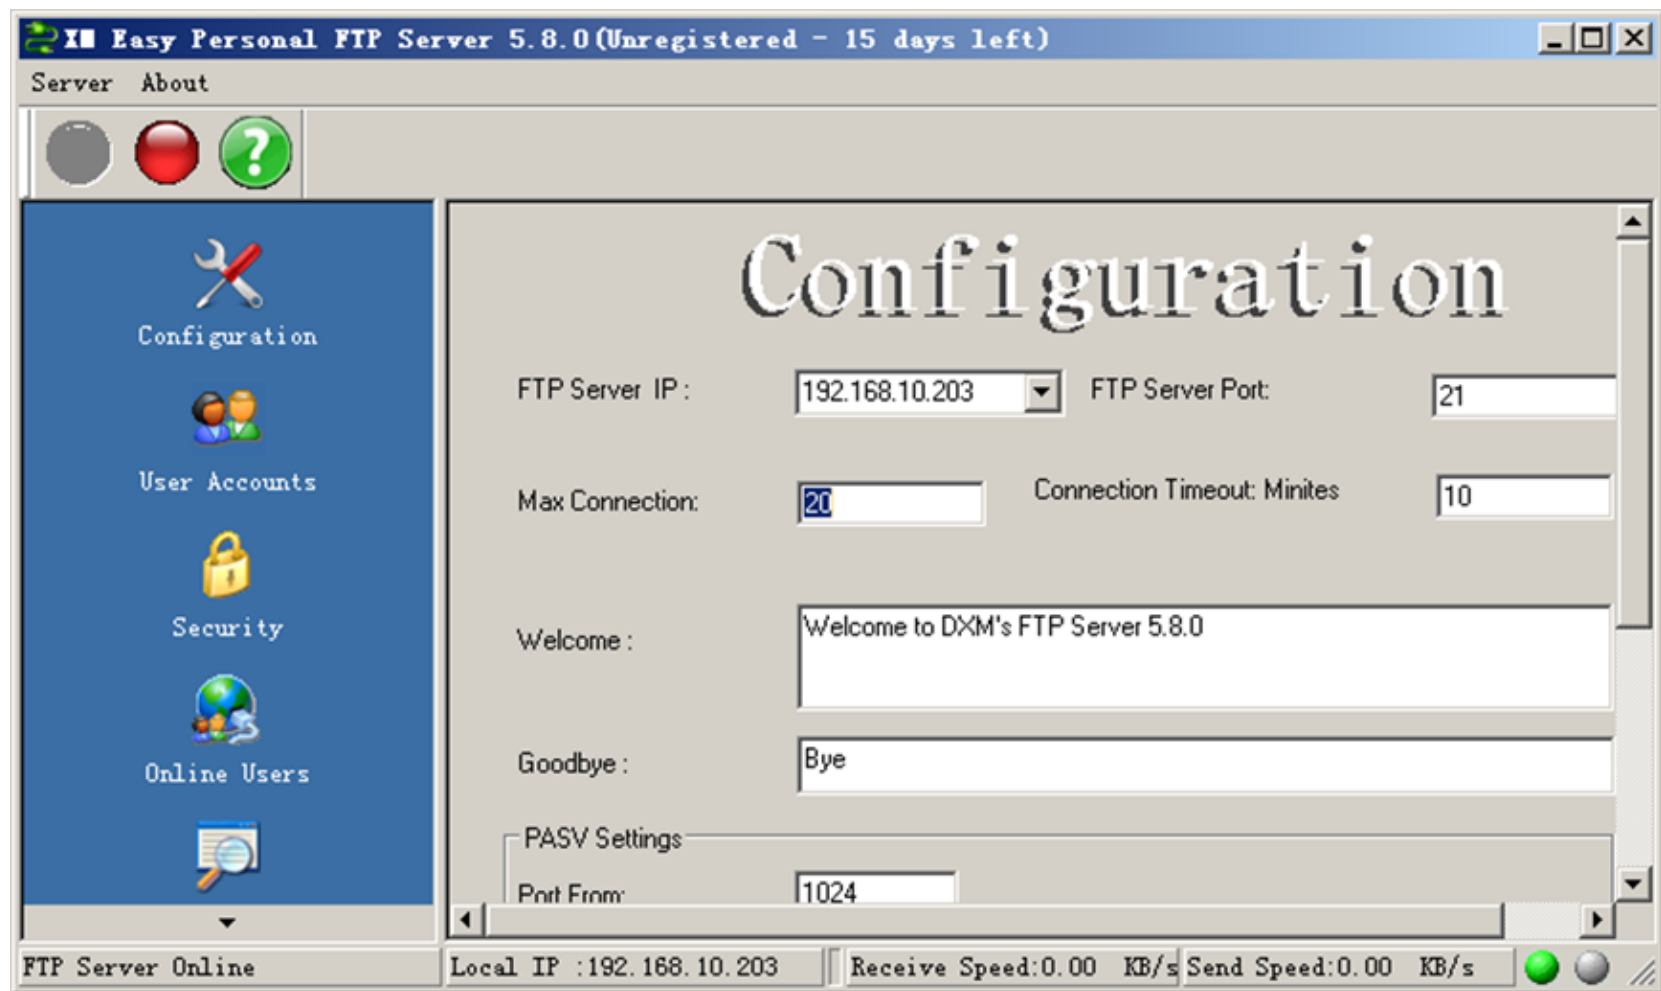 XM Easy Personal FTP Server 5.8.0(Unregistered - 15 days left)
Server About
Configuration
User Accounts
Security
Online Users
Configuration
FTP Server IP : 192.168.10.203 FTP Server Port: 21
Max Connection: 20 Connection Timeout: Minites 10
Welcome : Welcome to DXM's FTP Server 5.8.0
Goodbye : Bye
PASV Settings
Port From: 1024
FTP Server Online Local IP :192.168.10.203 Receive Speed:0.00 KB/s Send Speed:0.00 KB/s